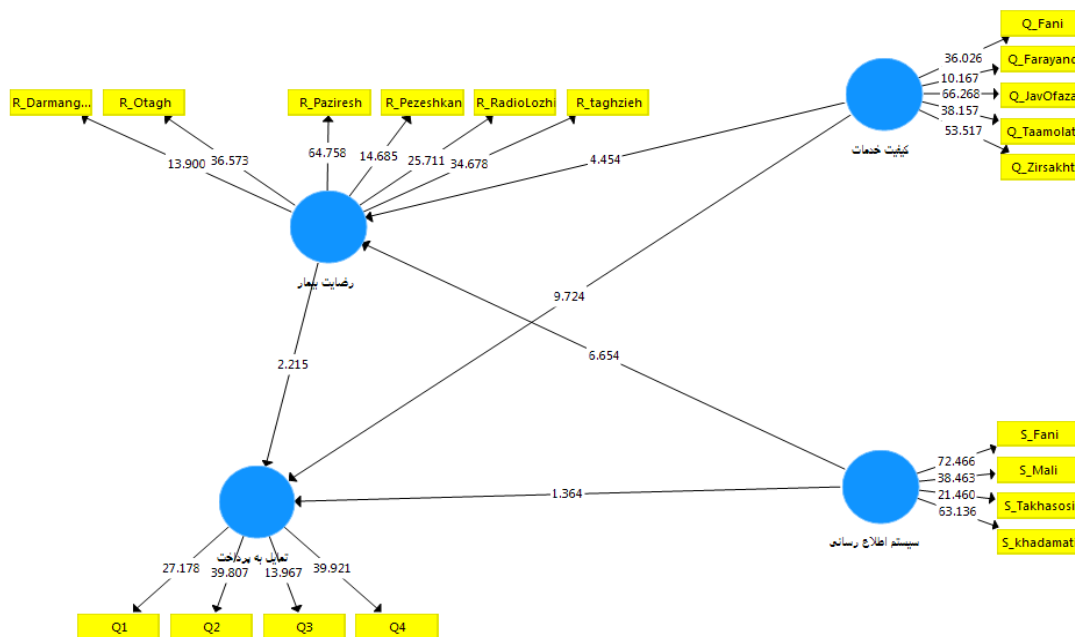 Q_Fani
36.026
Q_Farayand
10.167
66.268
Q_JavOfaza
38.157
Q_Taamolat
53.517
Q_Zirsakht
کیفیت خدمات
R_Darmang...
R_Otagh
R_Paziresh
R_Pezeshkan
R_RadioLozhi
R_taghzieh
13.900
36.573
64.758
14.685
25.711
34.678
4.454
رضایت بیمار
9.724
2.215
6.654
S_Fani
72.466
S_Mali
38.463
21.460
S_Takhasosi
63.136
S_khadamati
1.364
سیستم اطلاع رسانی
تمایل به پرداخت
27.178
39.807
13.967
39.921
Q1
Q2
Q3
Q4